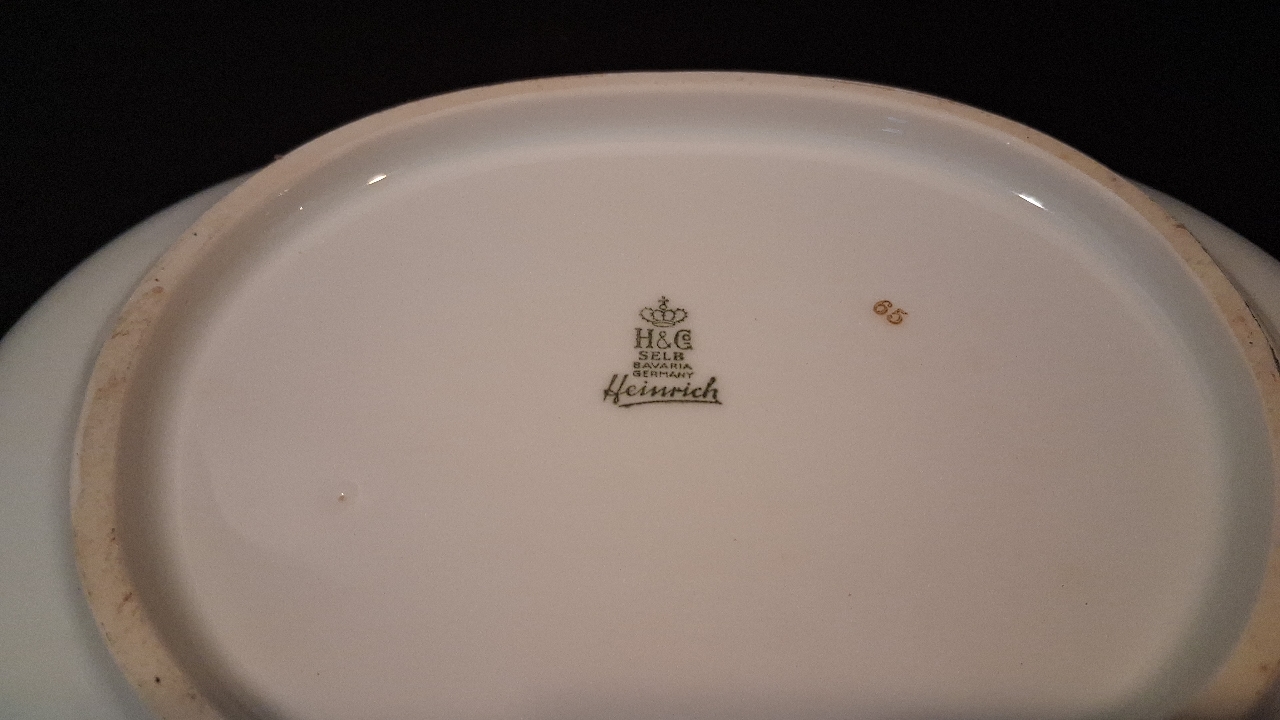 H&Co
SELB
BAVARIA
GERMANY
Heinrich
65